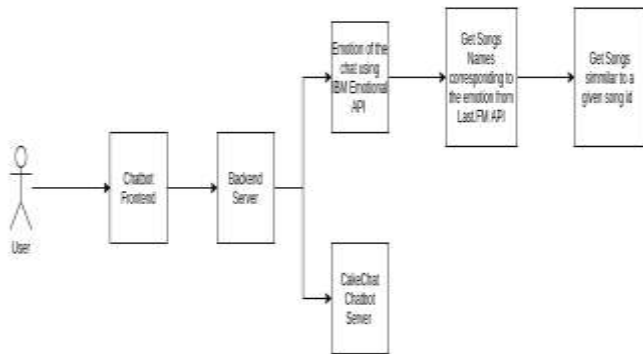 User
Chatbot
Frontend
Backend
Server
Emotion of the
chat using
IBM Emotional
API
Get Songs
Names
corresponding to
the emotion from
Last.FM API
Get Songs
simmilar to a
given song id
CakeChat
Chatbot
Server